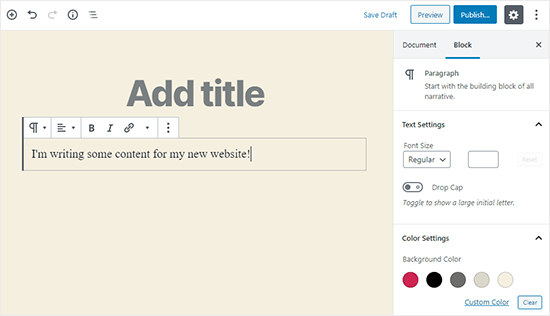 Save Draft Preview Publish...
Document Block
Add title
B I
I'm writing some content for my new website!
Paragraph
Start with the building block of all
narrative.
Text Settings
Font Size
Regular Reset
Drop Cap
Toggle to show a large initial letter.
Color Settings
Background Color
Custom Color Clear